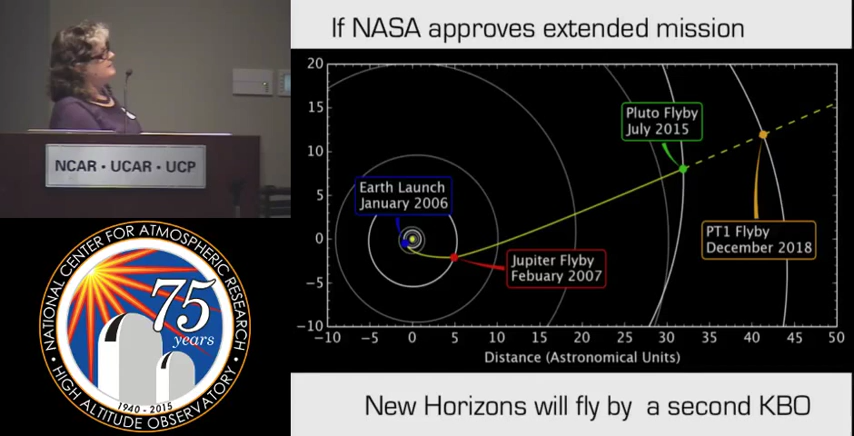 If NASA approves extended mission
20
15
10
5
0
−5
−10
−10 −5 0 5 10 15 20 25 30 35 40 45 50
Distance (Astronomical Units)
Earth Launch
January 2006
Jupiter Flyby
Febuary 2007
Pluto Flyby
July 2015
PT1 Flyby
December 2018
New Horizons will fly by a second KBO
NCAR • UCAR • UCP
NATIONAL CENTER FOR ATMOSPHERIC RESEARCH
75
years
1940 - 2015
HIGH ALTITUDE OBSERVATORY